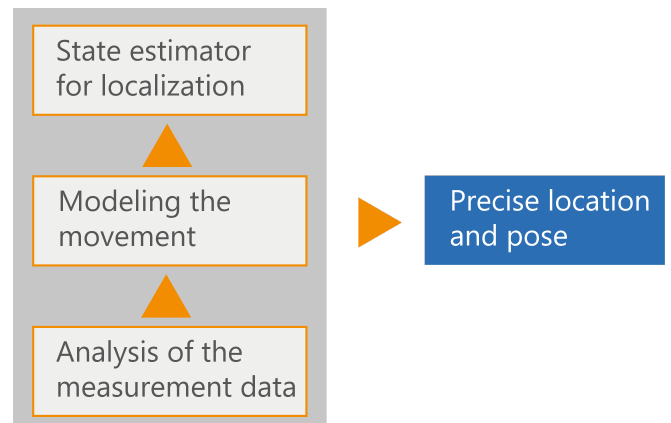 State estimator
for localization
Modeling the
movement
Precise location
and pose
Analysis of the
measurement data